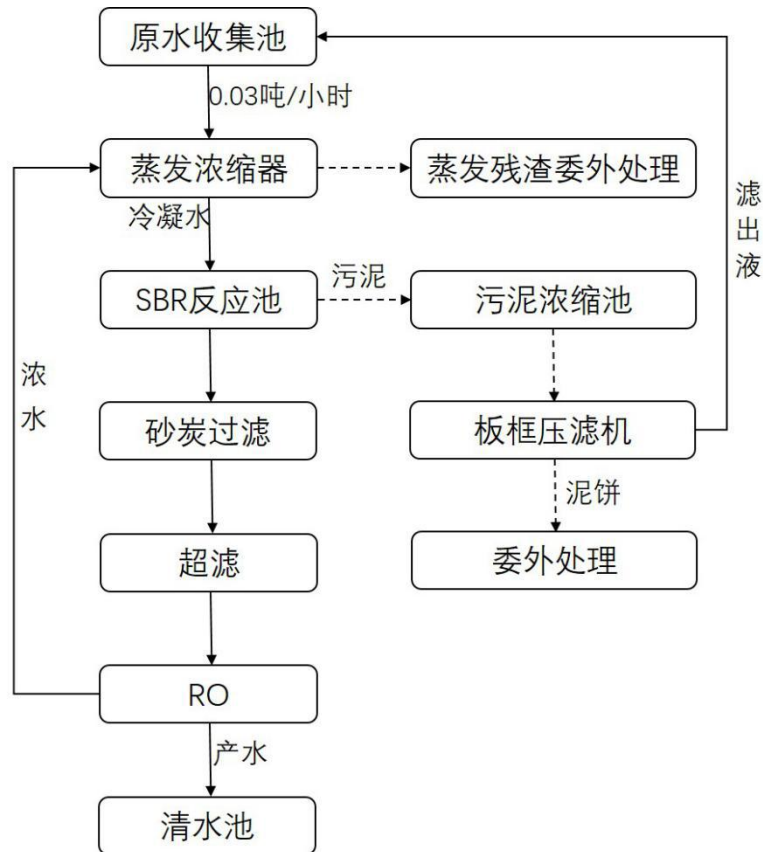 原水收集池
0.03吨/小时
蒸发浓缩器
蒸发残渣委外处理
冷凝水
滤出液
SBR反应池
污泥
污泥浓缩池
浓水
砂炭过滤
板框压滤机
泥饼
超滤
委外处理
RO
产水
清水池